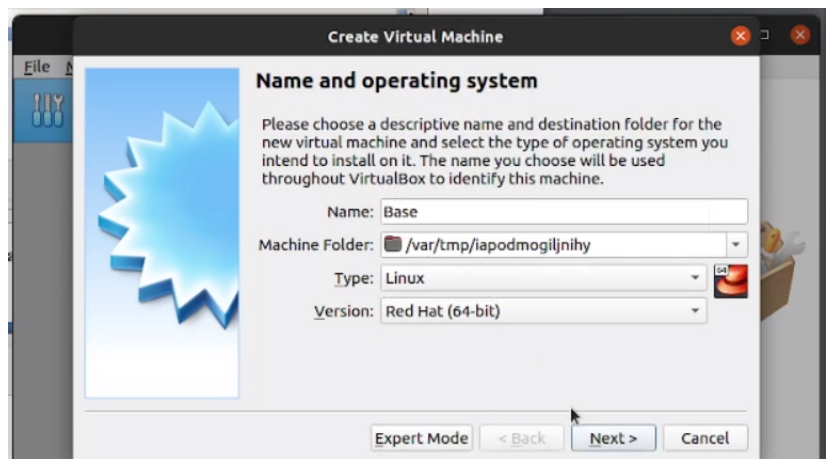 Create Virtual Machine
File
Name and operating system
Please choose a descriptive name and destination folder for the
new virtual machine and select the type of operating system you
intend to install on it. The name you choose will be used
throughout VirtualBox to identify this machine.
Name: Base
Machine Folder: /var/tmp/iapodmogiljnihy
Type: Linux
64
Version: Red Hat (64-bit)
Expert Mode < Back Next > Cancel